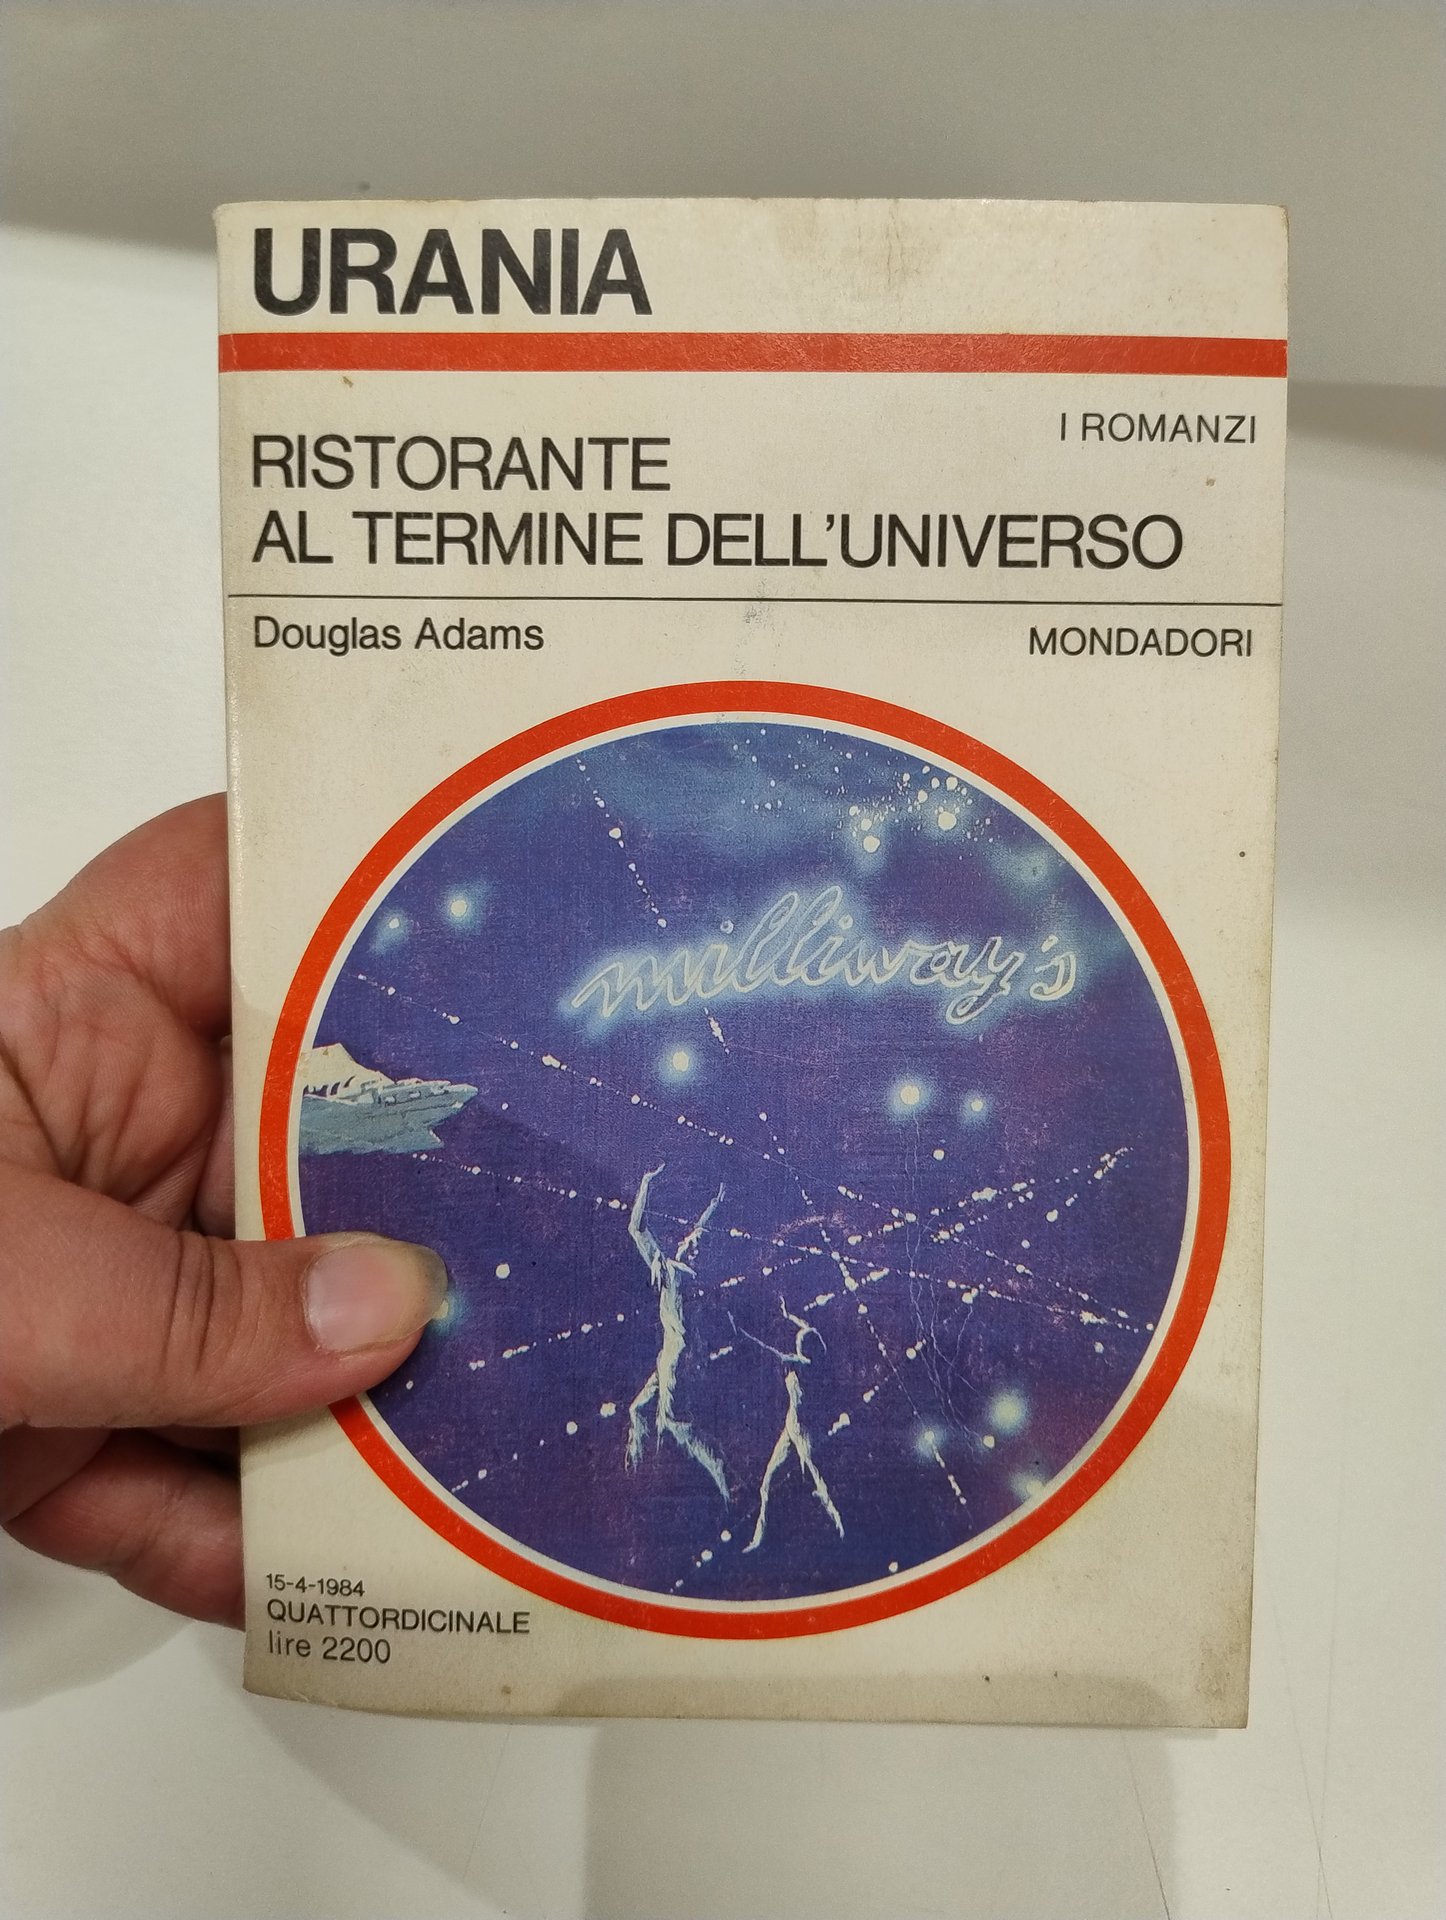 URANIA
I ROMANZI
RISTORANTE
AL TERMINE DELL'UNIVERSO
Douglas Adams
MONDADORI
milliway's
15-4-1984
QUATTORDICINALE
lire 2200